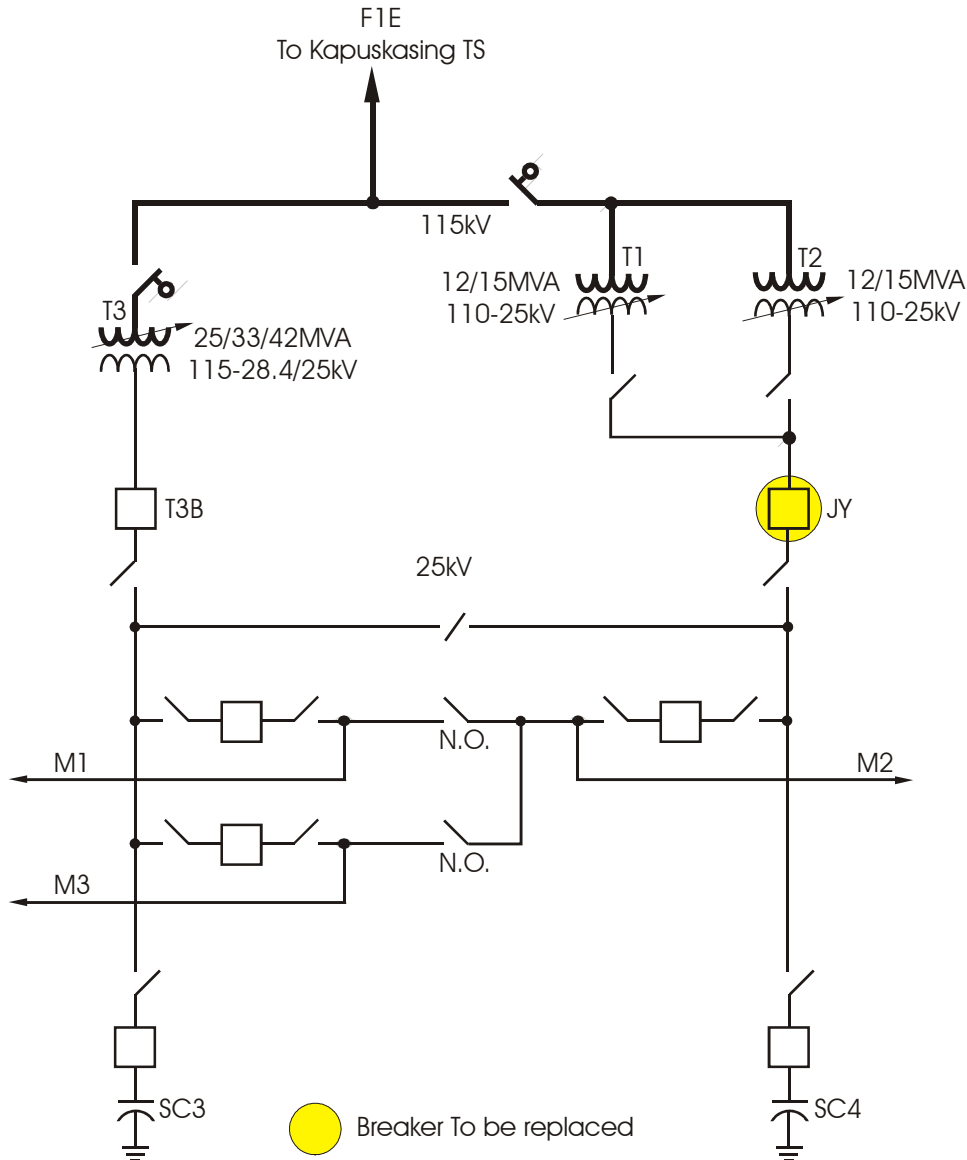 F1E
To Kapuskasing TS
115kV
T1
T2
12/15MVA
110-25kV
12/15MVA
110-25kV
T3
25/33/42MVA
115-28.4/25kV
T3B
JY
25kV
N.O.
M1
M2
N.O.
M3
SC3
SC4
Breaker To be replaced